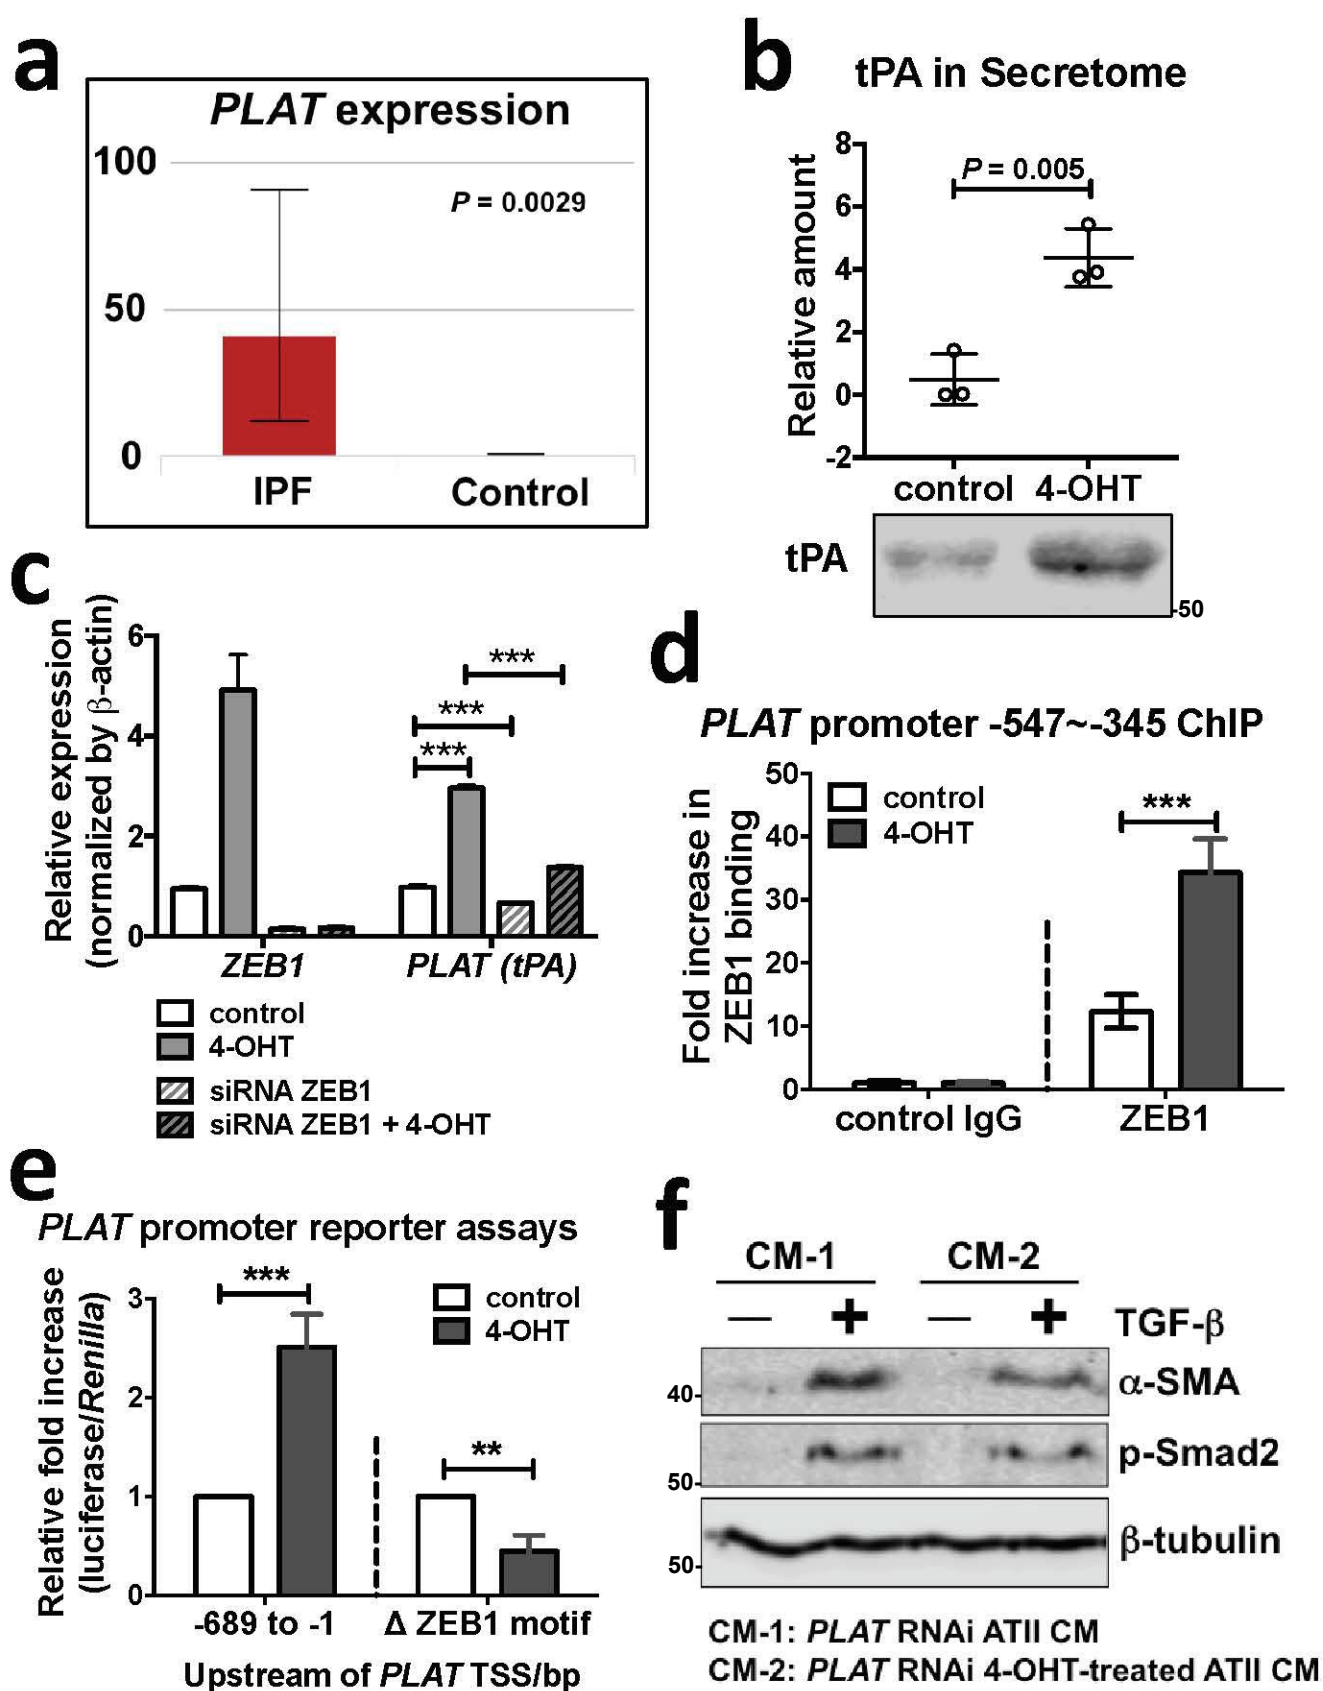 a
PLAT expression
100
P = 0.0029
50
0
IPF
Control
b
tPA in Secretome
Relative amount
8
P = 0.005
6
4
2
0
-2
control 4-OHT
tPA
-50
c
Relative expression
(normalized by β-actin)
6
4
2
0
***
***
***
ZEB1
PLAT (tPA)
control
4-OHT
siRNA ZEB1
siRNA ZEB1 + 4-OHT
d
PLAT promoter -547~-345 ChIP
Fold increase in
ZEB1 binding
50
40
30
20
10
0
control
4-OHT
***
control IgG
ZEB1
e
PLAT promoter reporter assays
Relative fold increase
(luciferase/Renilla)
3
2
1
0
***
control
4-OHT
**
-689 to -1
Δ ZEB1 motif
Upstream of PLAT TSS/bp
f
CM-1
CM-2
— + — + TGF-β
40-
α-SMA
50-
p-Smad2
50-
β-tubulin
CM-1: PLAT RNAi ATII CM
CM-2: PLAT RNAi 4-OHT-treated ATII CM